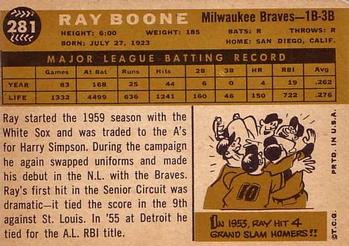 281
RAY BOONE
Milwaukee Braves—1B-3B
HEIGHT: 6:00 WEIGHT: 185 BATS: R THROWS: R
BORN: JULY 27, 1923 HOME: SAN DIEGO, CALIF.
MAJOR LEAGUE BATTING RECORD
Games At Bat Runs Hits 2B 3B HR RBI Avg.
YEAR 83 168 25 44 5 0 4 19 .262
LIFE 1332 4499 636 1241 160 46 150 722 .276
Ray started the 1959 season with the
White Sox and was traded to the A's
for Harry Simpson. During the campaign
he again swapped uniforms and made
his debut in the N.L. with the Braves.
Ray's first hit in the Senior Circuit was
dramatic—it tied the score in the 9th
against St. Louis. In '55 at Detroit he
tied for the A.L. RBI title.
10
IN 1953, RAY HIT 4
GRAND SLAM HOMERS!!
©T.C.G. PRTD. IN U.S.A.